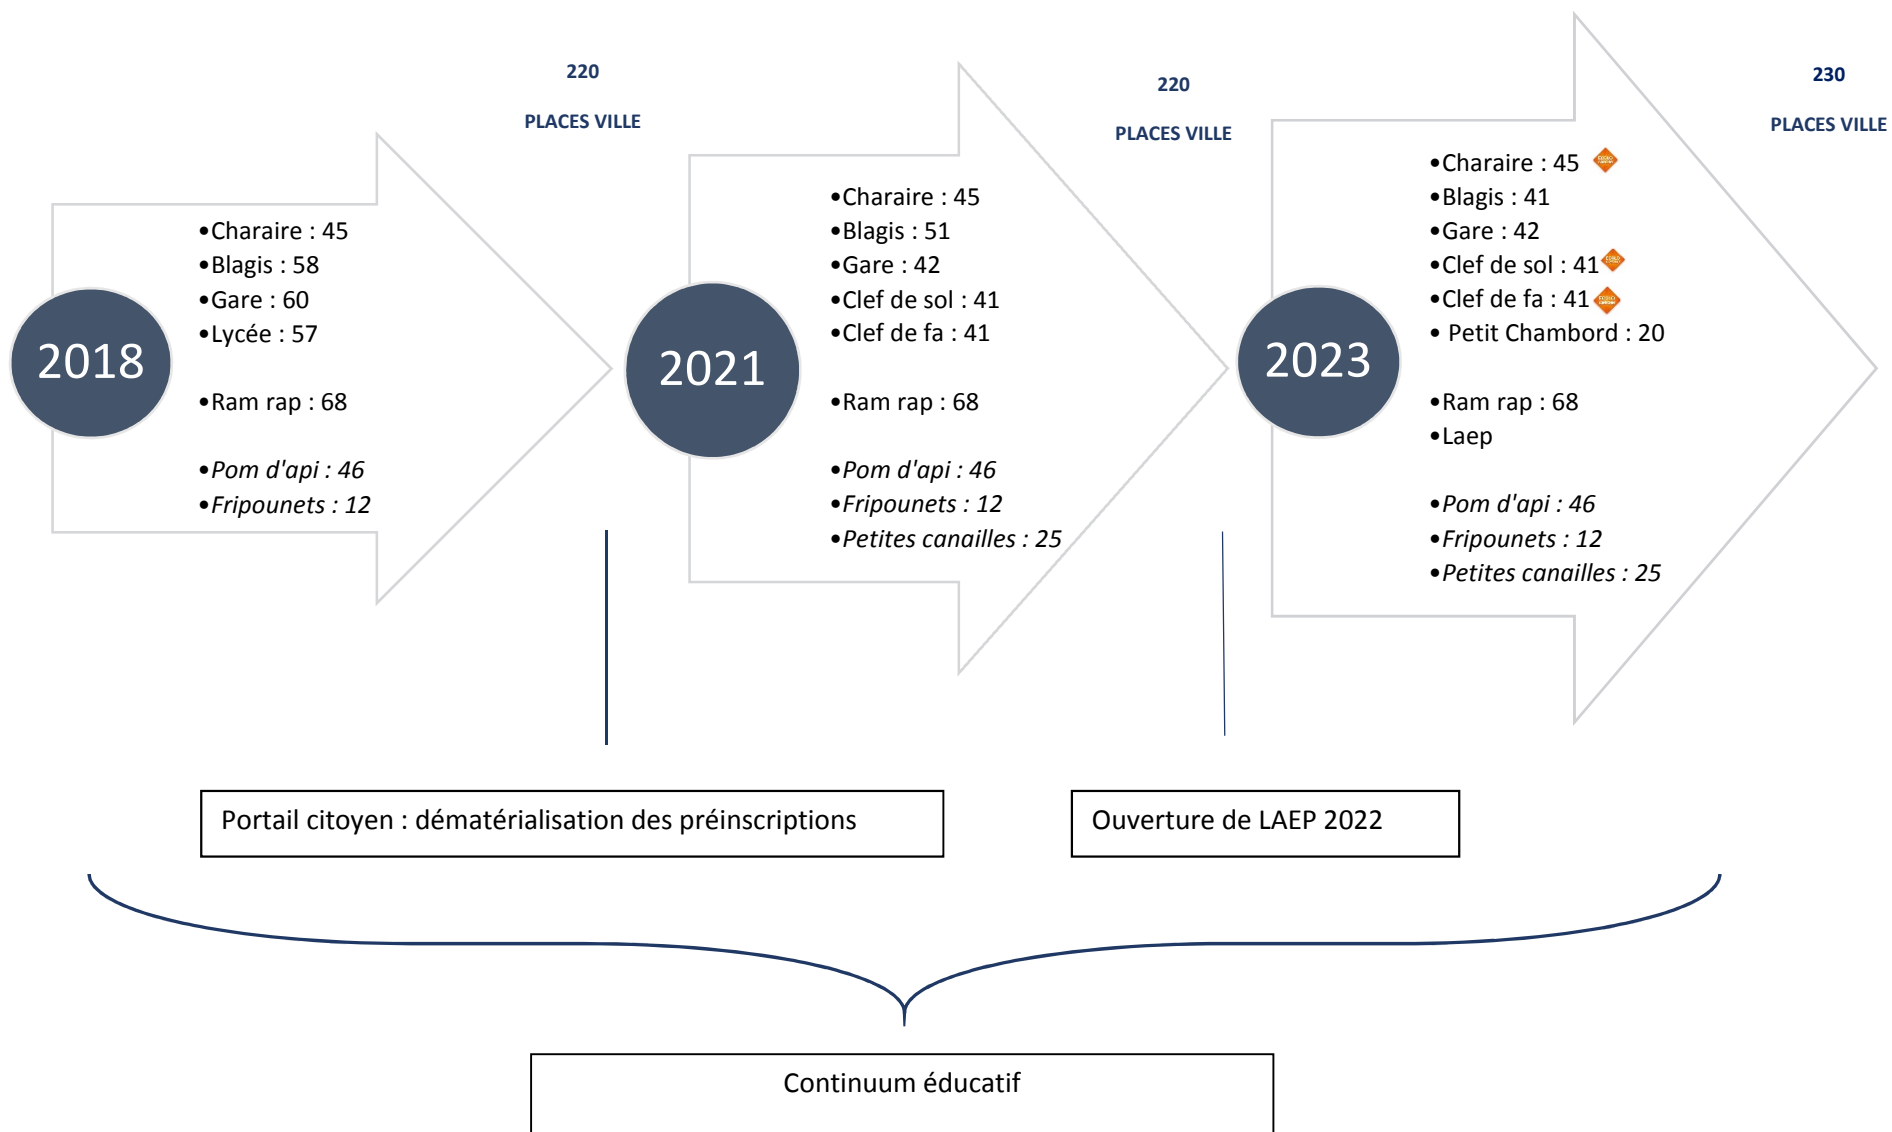 220
PLACES VILLE
2018
•Charaire : 45
•Blagis : 58
•Gare : 60
•Lycée : 57
•Ram rap : 68
•Pom d'api : 46
•Fripounets : 12
220
PLACES VILLE
2021
•Charaire : 45
•Blagis : 51
•Gare : 42
•Clef de sol : 41
•Clef de fa : 41
•Ram rap : 68
•Pom d'api : 46
•Fripounets : 12
•Petites canailles : 25
230
PLACES VILLE
2023
•Charaire : 45
•Blagis : 41
•Gare : 42
•Clef de sol : 41
•Clef de fa : 41
• Petit Chambord : 20
•Ram rap : 68
•Laep
•Pom d'api : 46
•Fripounets : 12
•Petites canailles : 25
Portail citoyen : dématérialisation des préinscriptions
Ouverture de LAEP 2022
Continuum éducatif